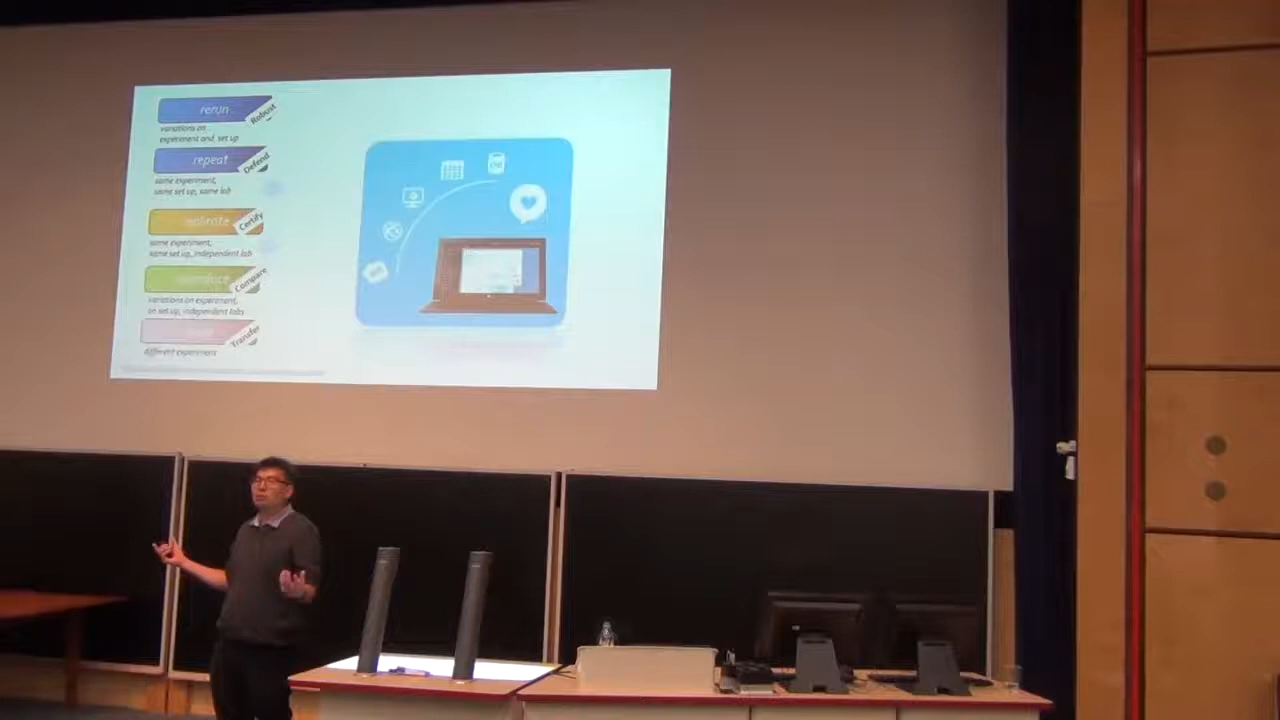 rerun
Robust
variations on
experiment and set up
repeat
Defend
same experiment,
same set up, same lab
replicate
Certify
same experiment,
same set up, independent lab
reproduce
Compare
variations on experiment,
on set up, independent labs
Transfer
different experiment